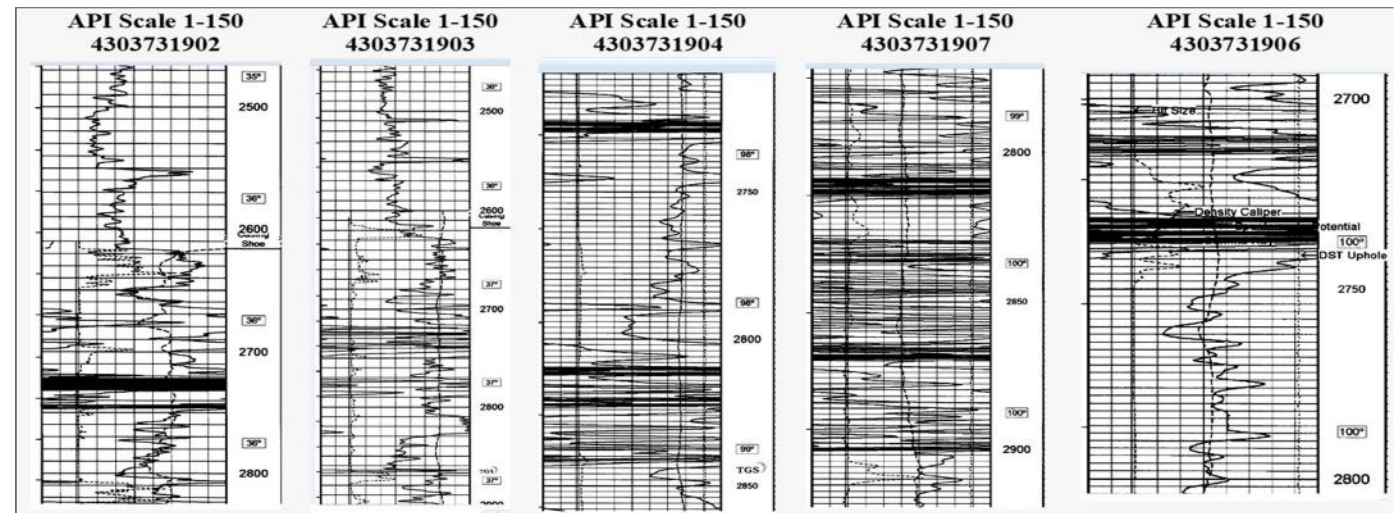 API Scale 1-150
4303731902
35°
2500
36°
2600
Shoe
36°
2700
36°
2800
API Scale 1-150
4303731903
36°
2500
36°
2600
Casing
Shoe
37°
2700
37°
2800
TGS
37°
API Scale 1-150
4303731904
98°
2750
98°
2800
99°
TGS
2850
API Scale 1-150
4303731907
99°
2800
100°
2850
100°
2900
API Scale 1-150
4303731906
2700
Bit Size
Density Caliper
Potential
100°
DST Uphole
2750
100°
2800